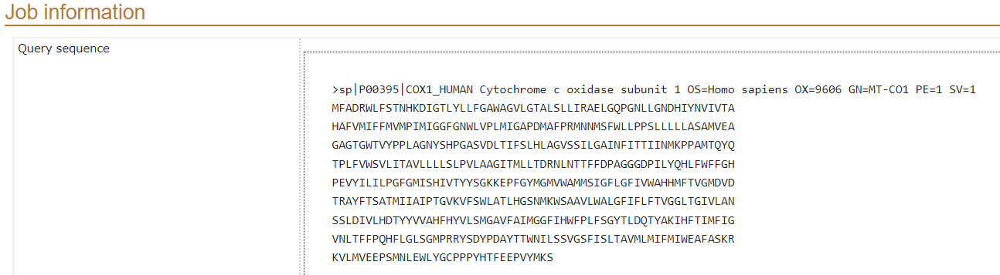 Job information
Query sequence
>sp|P00395|COX1_HUMAN Cytochrome c oxidase subunit 1 OS=Homo sapiens OX=9606 GN=MT-CO1 PE=1 SV=1
MFADRWLFSTNHKDIGTLYLLFGAWAGVLGTALSLLIRAELGQPGNLLGNDHIYNVIVTA
HAFVMIFFMVMPIMIGGFGNWLVPLMIGAPDMAFPRMNNMSFWLLPPSLLLLLASAMVEA
GAGTGWTVYPPLAGNYSHPGASVDLTIFSLHLAGVSSILGAINFITTIINMKPPAMTQYQ
TPLFVWSVLITAVLLLLSLPVLAAGITMLLTDRNLNTTFFDPAGGGDPILYQHLFWFFGH
PEVYILILPGFGMISHIVTYYSGKKEPFGYMGMVWAMMSIGFLGFIVWAHHMFTVGMDVD
TRAYFTSATMIIAIPTGVKVFSWLATLHGSNMKWSAAVLWALGFIFLFTVGGLTGIVLAN
SSLDIVLHDTYYVVAHFHYVLSMGAVFAIMGGFIHWFPLFSGYTLDQTYAKIHFTIMFIG
VNLTFFPQHFLGLSGMPRRYSDYPDAYTTWNILSSVGSFISLTAVMLMIFMIWEAFASKR
KVLMVEEPSMNLEWLYGCPPPYHTFEEPVYMKS